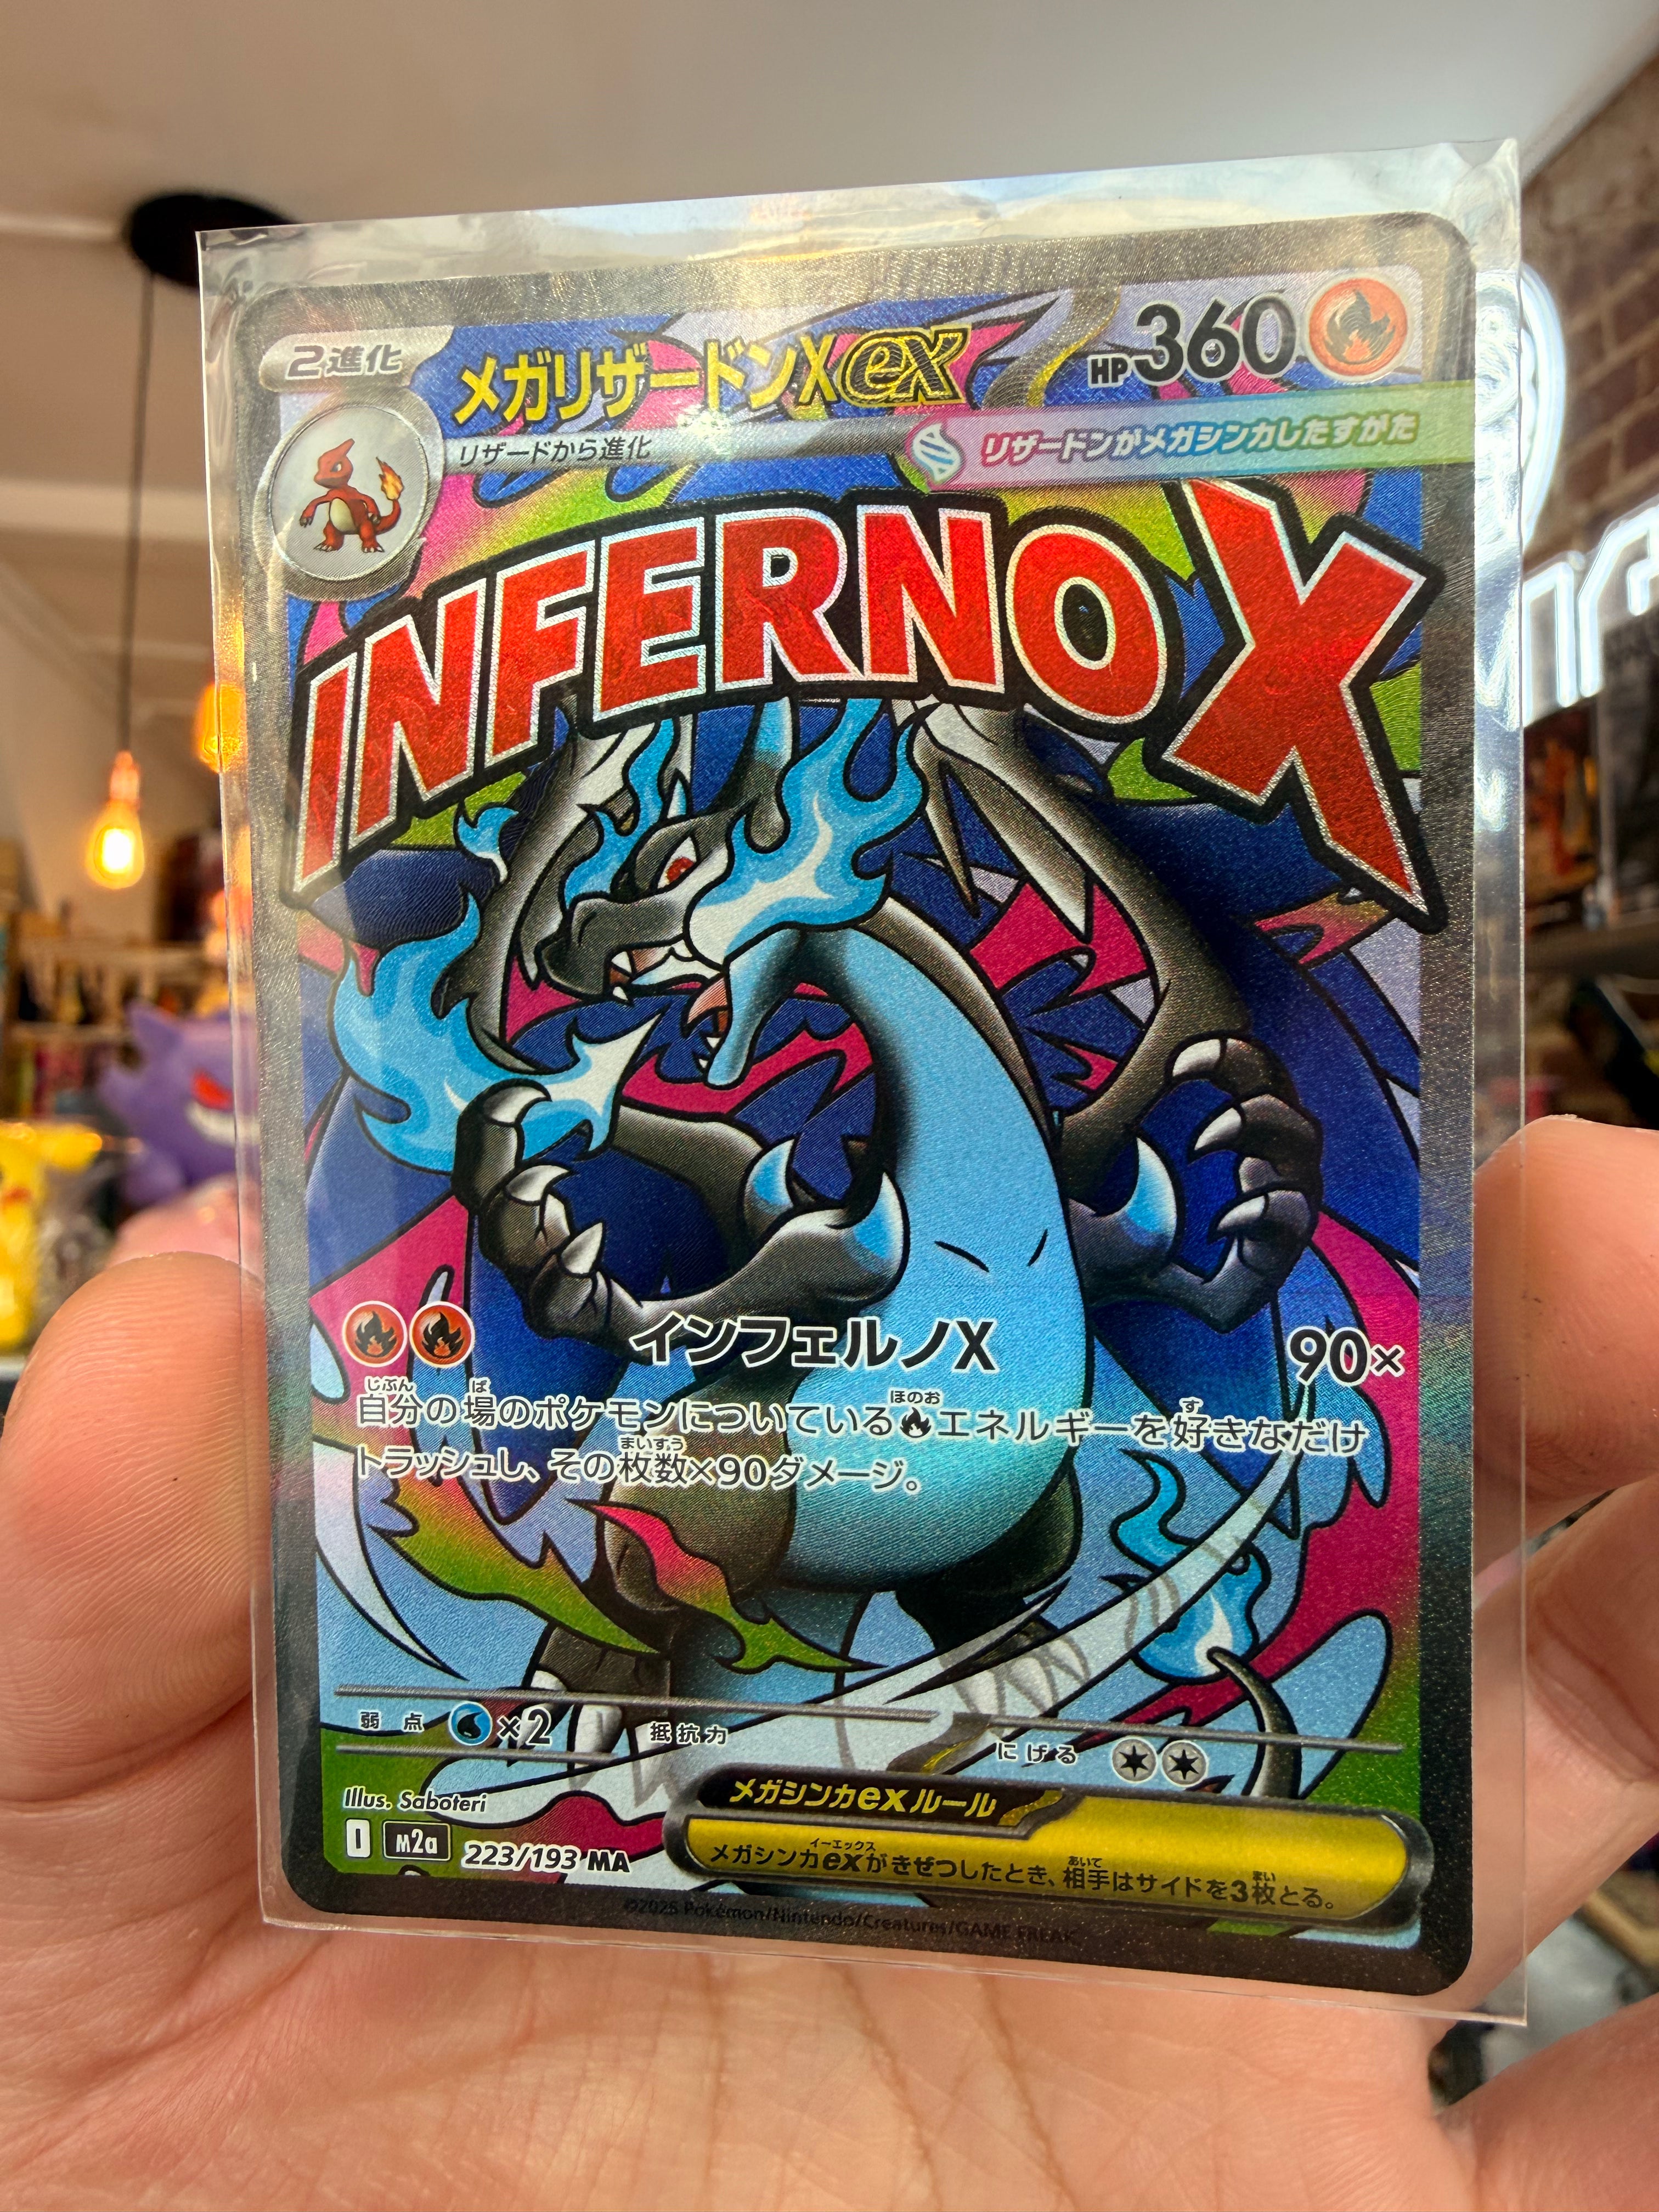 2進化
メガリザードンXex
HP360
リザードから進化
リザードンがメガシンカしたすがた
INFERNO X
インフェルノX 90×
自分の場のポケモンについているエネルギーを好きなだけ
トラッシュし、その枚数×90ダメージ。
弱点 ×2 抵抗力 にげる
Illus. Saboteri
I m2a 223/193 MA
メガシンカexルール
メガシンカexがきぜつしたとき、相手はサイドを3枚とる。
©2025 Pokémon/Nintendo/Creatures/GAME FREAK